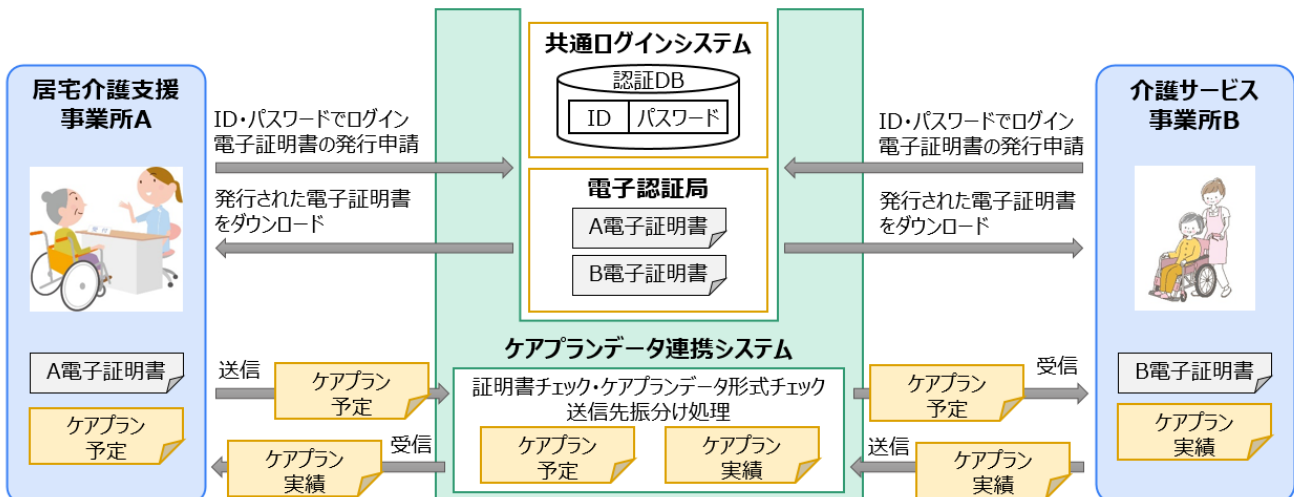 居宅介護支援
事業所A
A電子証明書
ケアプラン
予定
ID・パスワードでログイン
電子証明書の発行申請
発行された電子証明書
をダウンロード
送信
ケアプラン
予定
受信
ケアプラン
実績
共通ログインシステム
認証DB
ID
パスワード
電子認証局
A電子証明書
B電子証明書
ケアプランデータ連携システム
証明書チェック・ケアプランデータ形式チェック
送信先振分け処理
ケアプラン
予定
ケアプラン
実績
ID・パスワードでログイン
電子証明書の発行申請
発行された電子証明書
をダウンロード
ケアプラン
予定
受信
送信
ケアプラン
実績
介護サービス
事業所B
B電子証明書
ケアプラン
実績